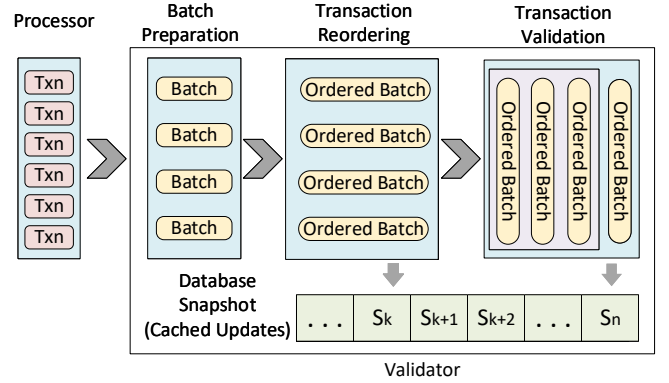 Processor
Batch
Preparation
Transaction
Reordering
Transaction
Validation
Txn
Txn
Txn
Txn
Txn
Txn
Batch
Batch
Batch
Batch
Ordered Batch
Ordered Batch
Ordered Batch
Ordered Batch
Ordered Batch
Ordered Batch
Ordered Batch
Ordered Batch
Database
Snapshot
(Cached Updates)
. . . Sk Sk+1 Sk+2 . . . Sn
Validator